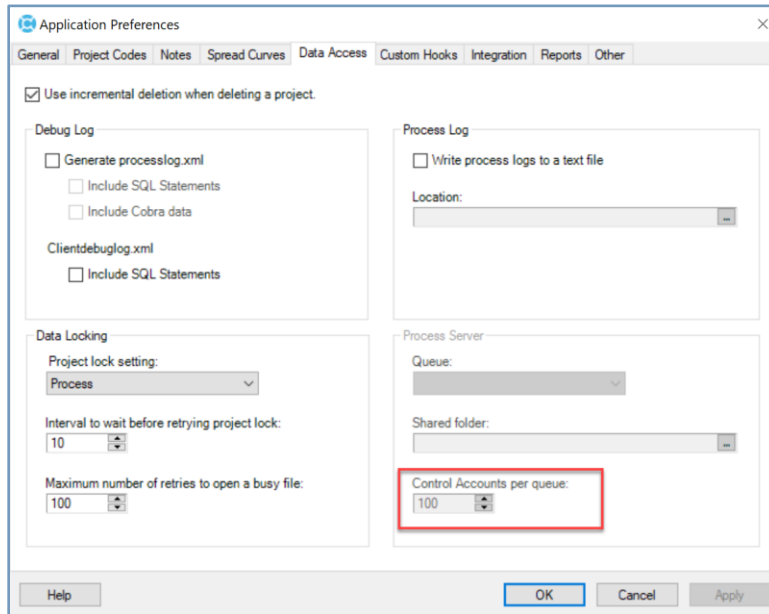 Application Preferences
General Project Codes Notes Spread Curves Data Access Custom Hooks Integration Reports Other
Use incremental deletion when deleting a project.
Debug Log
Generate processlog.xml
Include SQL Statements
Include Cobra data
Clientdebuglog.xml
Include SQL Statements
Process Log
Write process logs to a text file
Location:
...
Data Locking
Project lock setting:
Process
Interval to wait before retrying project lock:
10
Maximum number of retries to open a busy file:
100
Process Server
Queue:
Shared folder:
...
Control Accounts per queue:
100
Help OK Cancel Apply